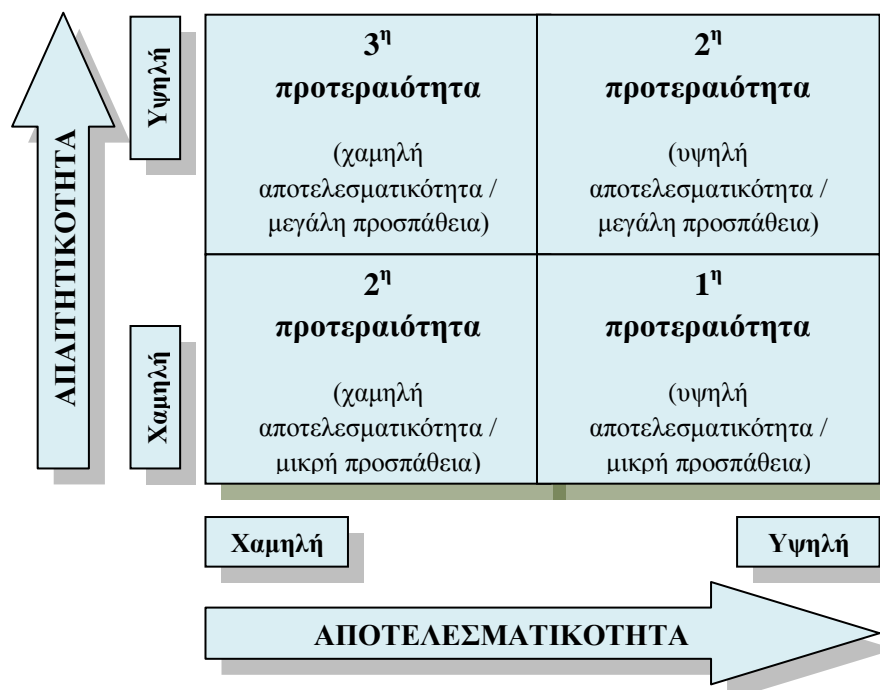 ΑΠΑΙΤΗΤΙΚΟΤΗΤΑ
Υψηλή
3η
προτεραιότητα
(χαμηλή
αποτελεσματικότητα /
μεγάλη προσπάθεια)
2η
προτεραιότητα
(υψηλή
αποτελεσματικότητα /
μεγάλη προσπάθεια)
Χαμηλή
2η
προτεραιότητα
(χαμηλή
αποτελεσματικότητα /
μικρή προσπάθεια)
1η
προτεραιότητα
(υψηλή
αποτελεσματικότητα /
μικρή προσπάθεια)
Χαμηλή
Υψηλή
ΑΠΟΤΕΛΕΣΜΑΤΙΚΟΤΗΤΑ